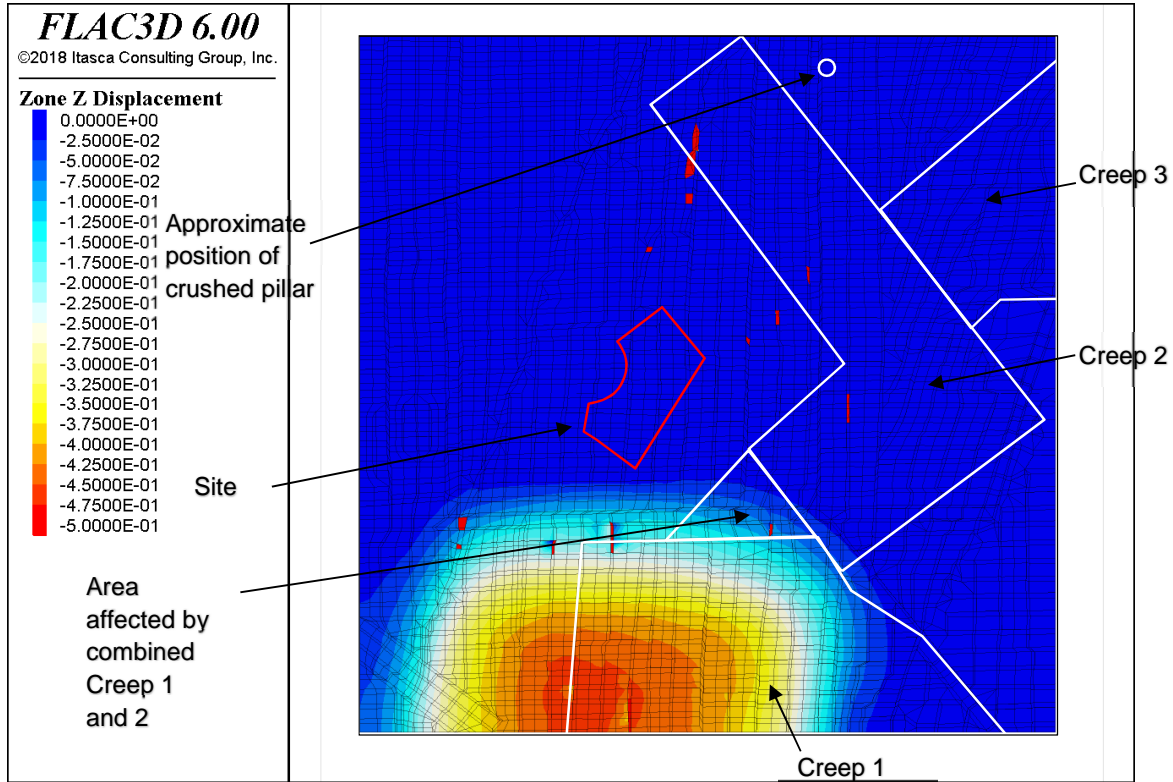 FLAC3D 6.00
©2018 Itasca Consulting Group, Inc.
Zone Z Displacement
0.0000E+00
-2.5000E-02
-5.0000E-02
-7.5000E-02
-1.0000E-01
-1.2500E-01
-1.5000E-01
-1.7500E-01
-2.0000E-01
-2.2500E-01
-2.5000E-01
-2.7500E-01
-3.0000E-01
-3.2500E-01
-3.5000E-01
-3.7500E-01
-4.0000E-01
-4.2500E-01
-4.5000E-01
-4.7500E-01
-5.0000E-01
Approximate
position of
crushed pillar
Site
Area
affected by
combined
Creep 1
and 2
Creep 3
Creep 2
Creep 1